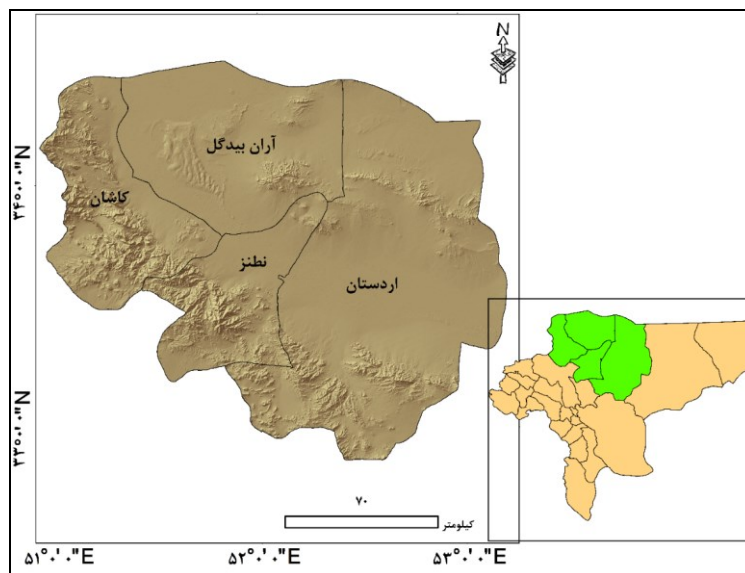 N
آران بیدگل
۳۴°۰'۰"N
کاشان
نطنز
اردستان
۳۳°۰'۰"N
۷۰
کیلومتر
۵۱°۰'۰"E
۵۲°۰'۰"E
۵۳°۰'۰"E